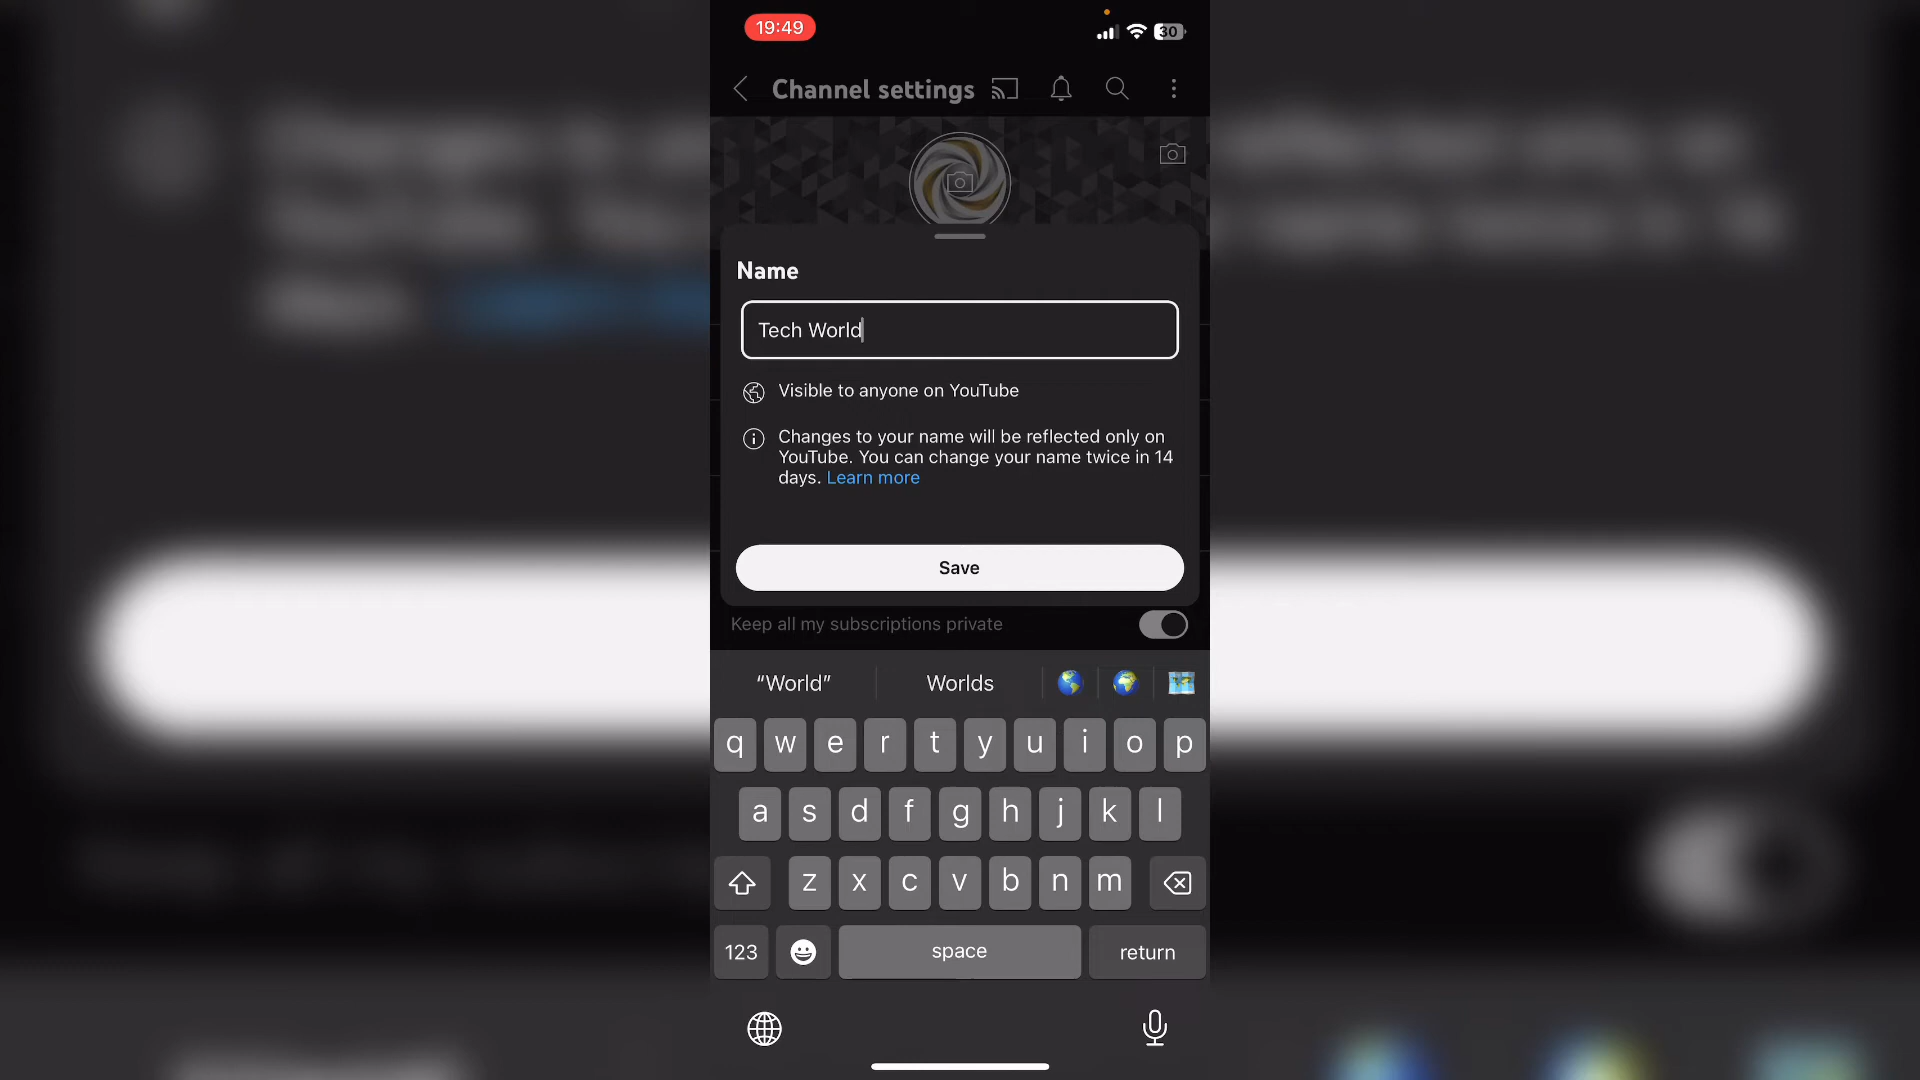 19:49
30
Channel settings
Name
Tech World
Visible to anyone on YouTube
Changes to your name will be reflected only on
YouTube. You can change your name twice in 14
days. Learn more
Save
Keep all my subscriptions private
“World” Worlds
q w e r t y u i o p
a s d f g h j k l
z x c v b n m
123 space return